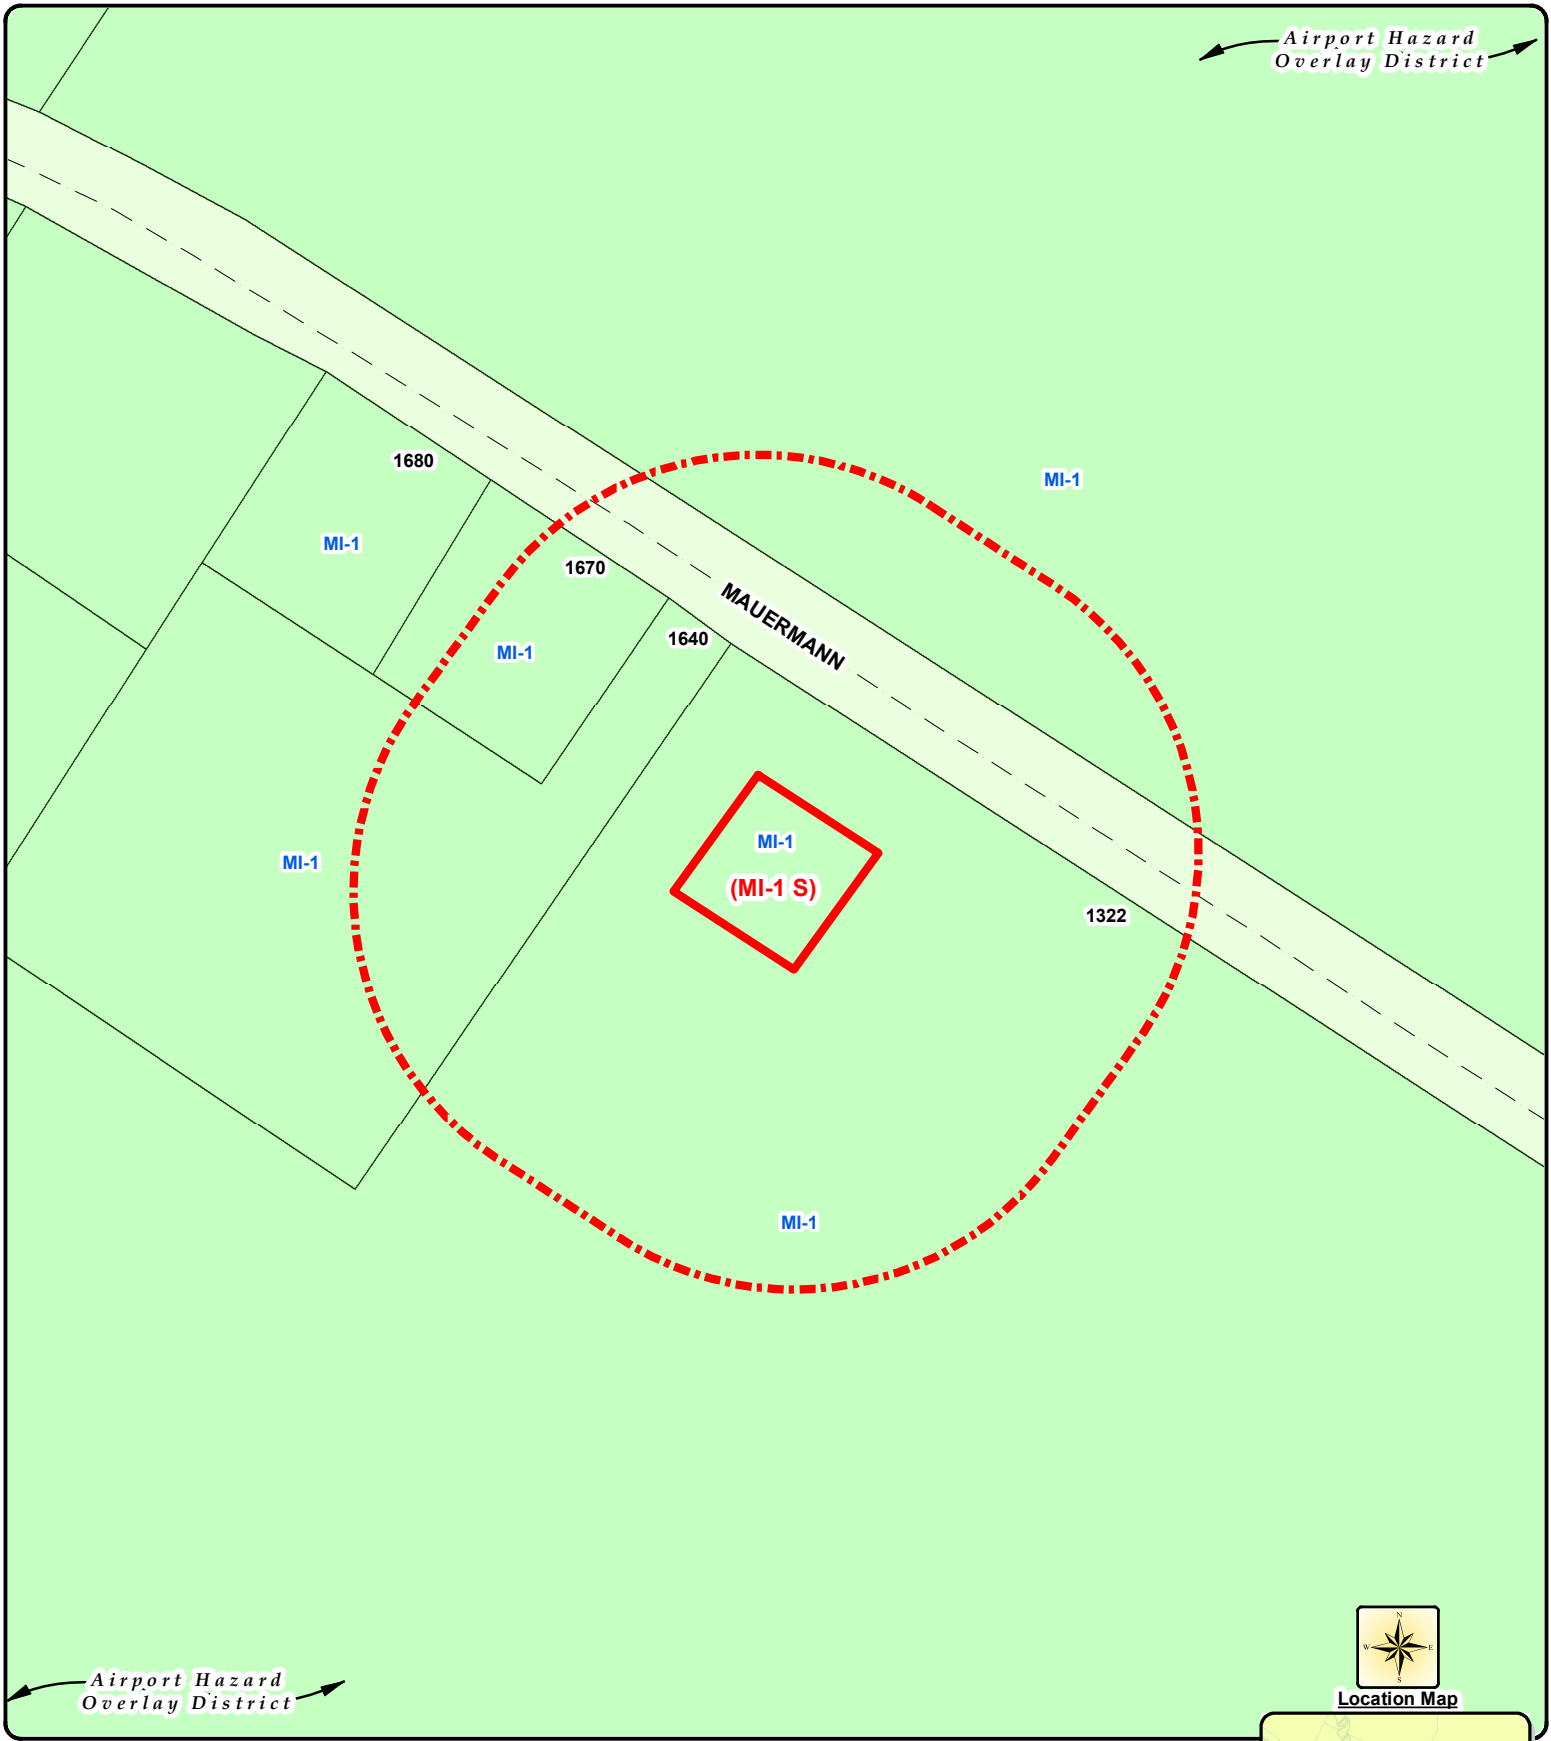 Airport Hazard
Overlay District
1680
MI-1
MI-1
1670
MAUERMANN
1640
MI-1
MI-1
(MI-1 S)
MI-1
1322
MI-1
N
W
E
S
Location Map
Airport Hazard
Overlay District